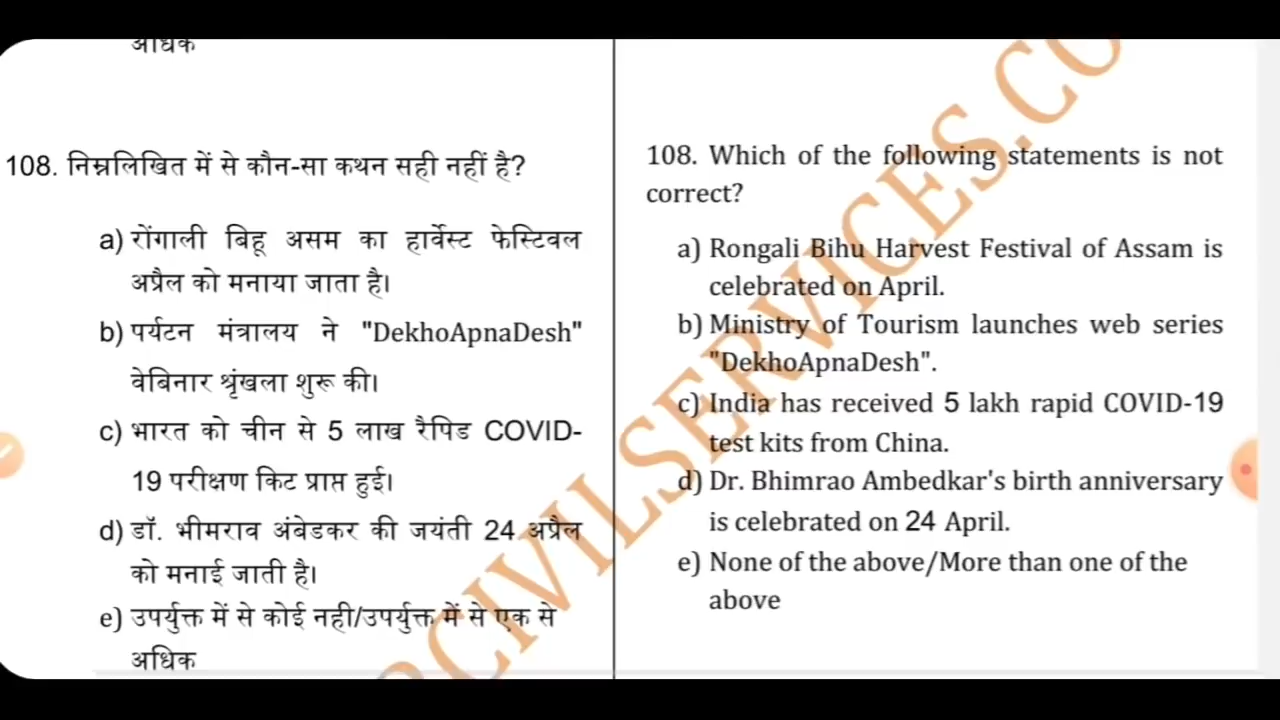 अधिक
108. निम्नलिखित में से कौन-सा कथन सही नहीं है?
a) रोंगाली बिहू असम का हार्वेस्ट फेस्टिवल
अप्रैल को मनाया जाता है।
b) पर्यटन मंत्रालय ने "DekhoApnaDesh"
वेबिनार श्रृंखला शुरू की।
c) भारत को चीन से 5 लाख रैपिड COVID-
19 परीक्षण किट प्राप्त हुई।
d) डॉ. भीमराव अंबेडकर की जयंती 24 अप्रैल
को मनाई जाती है।
e) उपर्युक्त में से कोई नही/उपर्युक्त में से एक से
अधिक
108. Which of the following statements is not
correct?
a) Rongali Bihu Harvest Festival of Assam is
celebrated on April.
b) Ministry of Tourism launches web series
"DekhoApnaDesh".
c) India has received 5 lakh rapid COVID-19
test kits from China.
d) Dr. Bhimrao Ambedkar's birth anniversary
is celebrated on 24 April.
e) None of the above/More than one of the
above